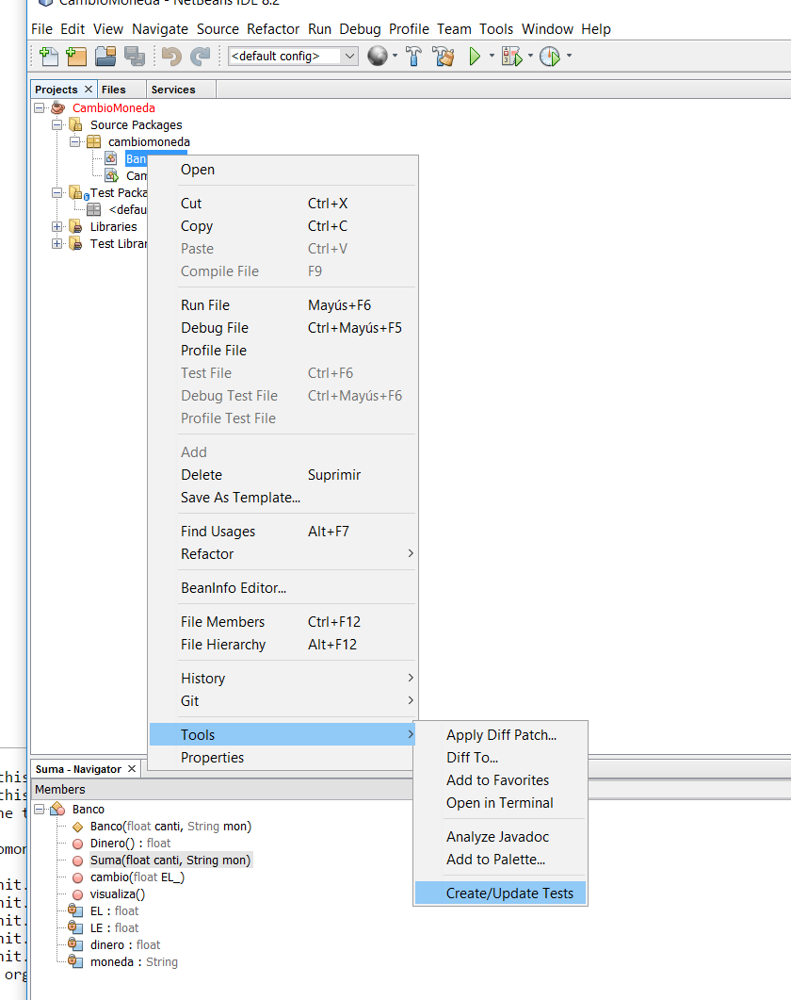 CambioMoneda - NetBeans IDE 8.2
File Edit View Navigate Source Refactor Run Debug Profile Team Tools Window Help
<default config>
Projects Files Services
CambioMoneda
Source Packages
cambiomoneda
Ban
Cam
Test Packa
<defau
Libraries
Test Librar
Open
Cut Ctrl+X
Copy Ctrl+C
Paste Ctrl+V
Compile File F9
Run File Mayús+F6
Debug File Ctrl+Mayús+F5
Profile File
Test File Ctrl+F6
Debug Test File Ctrl+Mayús+F6
Profile Test File
Add
Delete Suprimir
Save As Template...
Find Usages Alt+F7
Refactor
BeanInfo Editor...
File Members Ctrl+F12
File Hierarchy Alt+F12
History
Git
Tools
Properties
Apply Diff Patch...
Diff To...
Add to Favorites
Open in Terminal
Analyze Javadoc
Add to Palette...
Create/Update Tests
Suma - Navigator
Members
Banco
Banco(float canti, String mon)
Dinero() : float
Suma(float canti, String mon)
cambio(float EL_)
visualiza()
EL : float
LE : float
dinero : float
moneda : String
this
this
ne t
omor
nit.
nit.
nit.
nit.
nit.
org